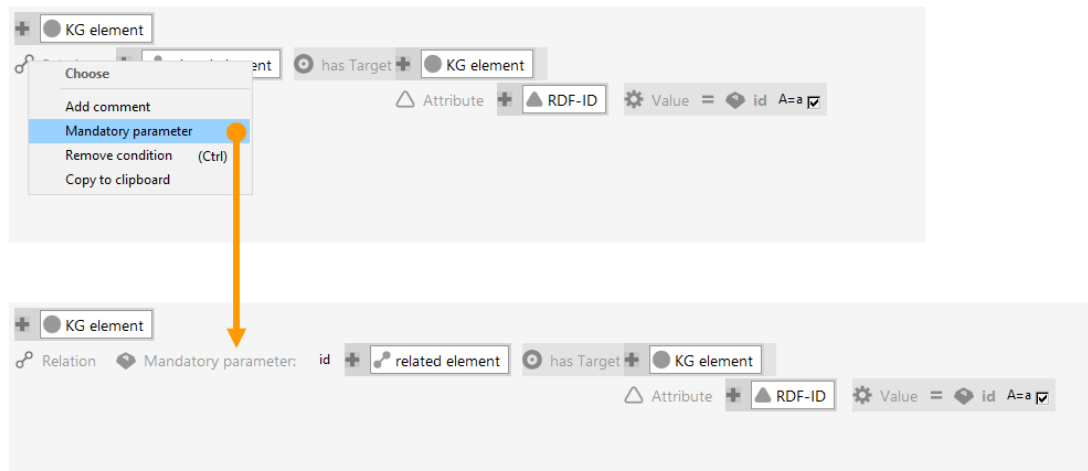 KG element
ent has Target KG element
Choose
Attribute RDF-ID Value = id A=a
Add comment
Mandatory parameter
Remove condition (Ctrl)
Copy to clipboard
KG element
Relation Mandatory parameter: id related element has Target KG element
Attribute RDF-ID Value = id A=a